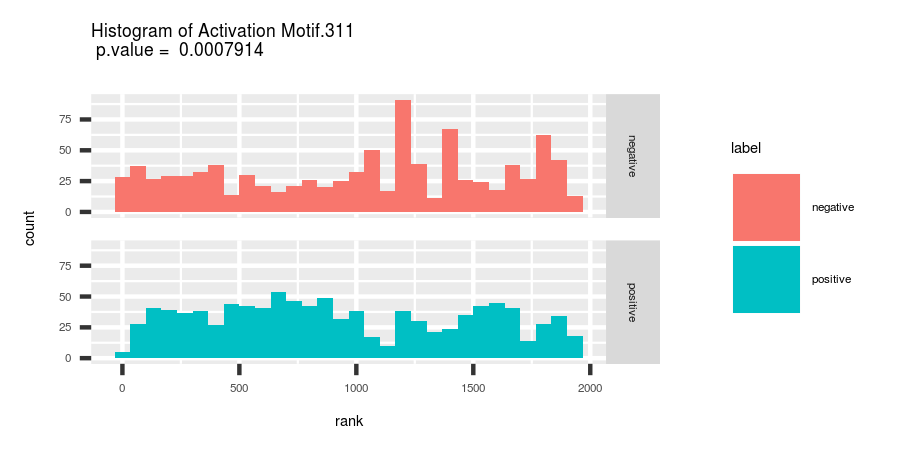 Histogram of Activation Motif.311
p.value = 0.0007914
count
75
50
25
0
negative
75
50
25
0
positive
0 500 1000 1500 2000
rank
label
negative
positive